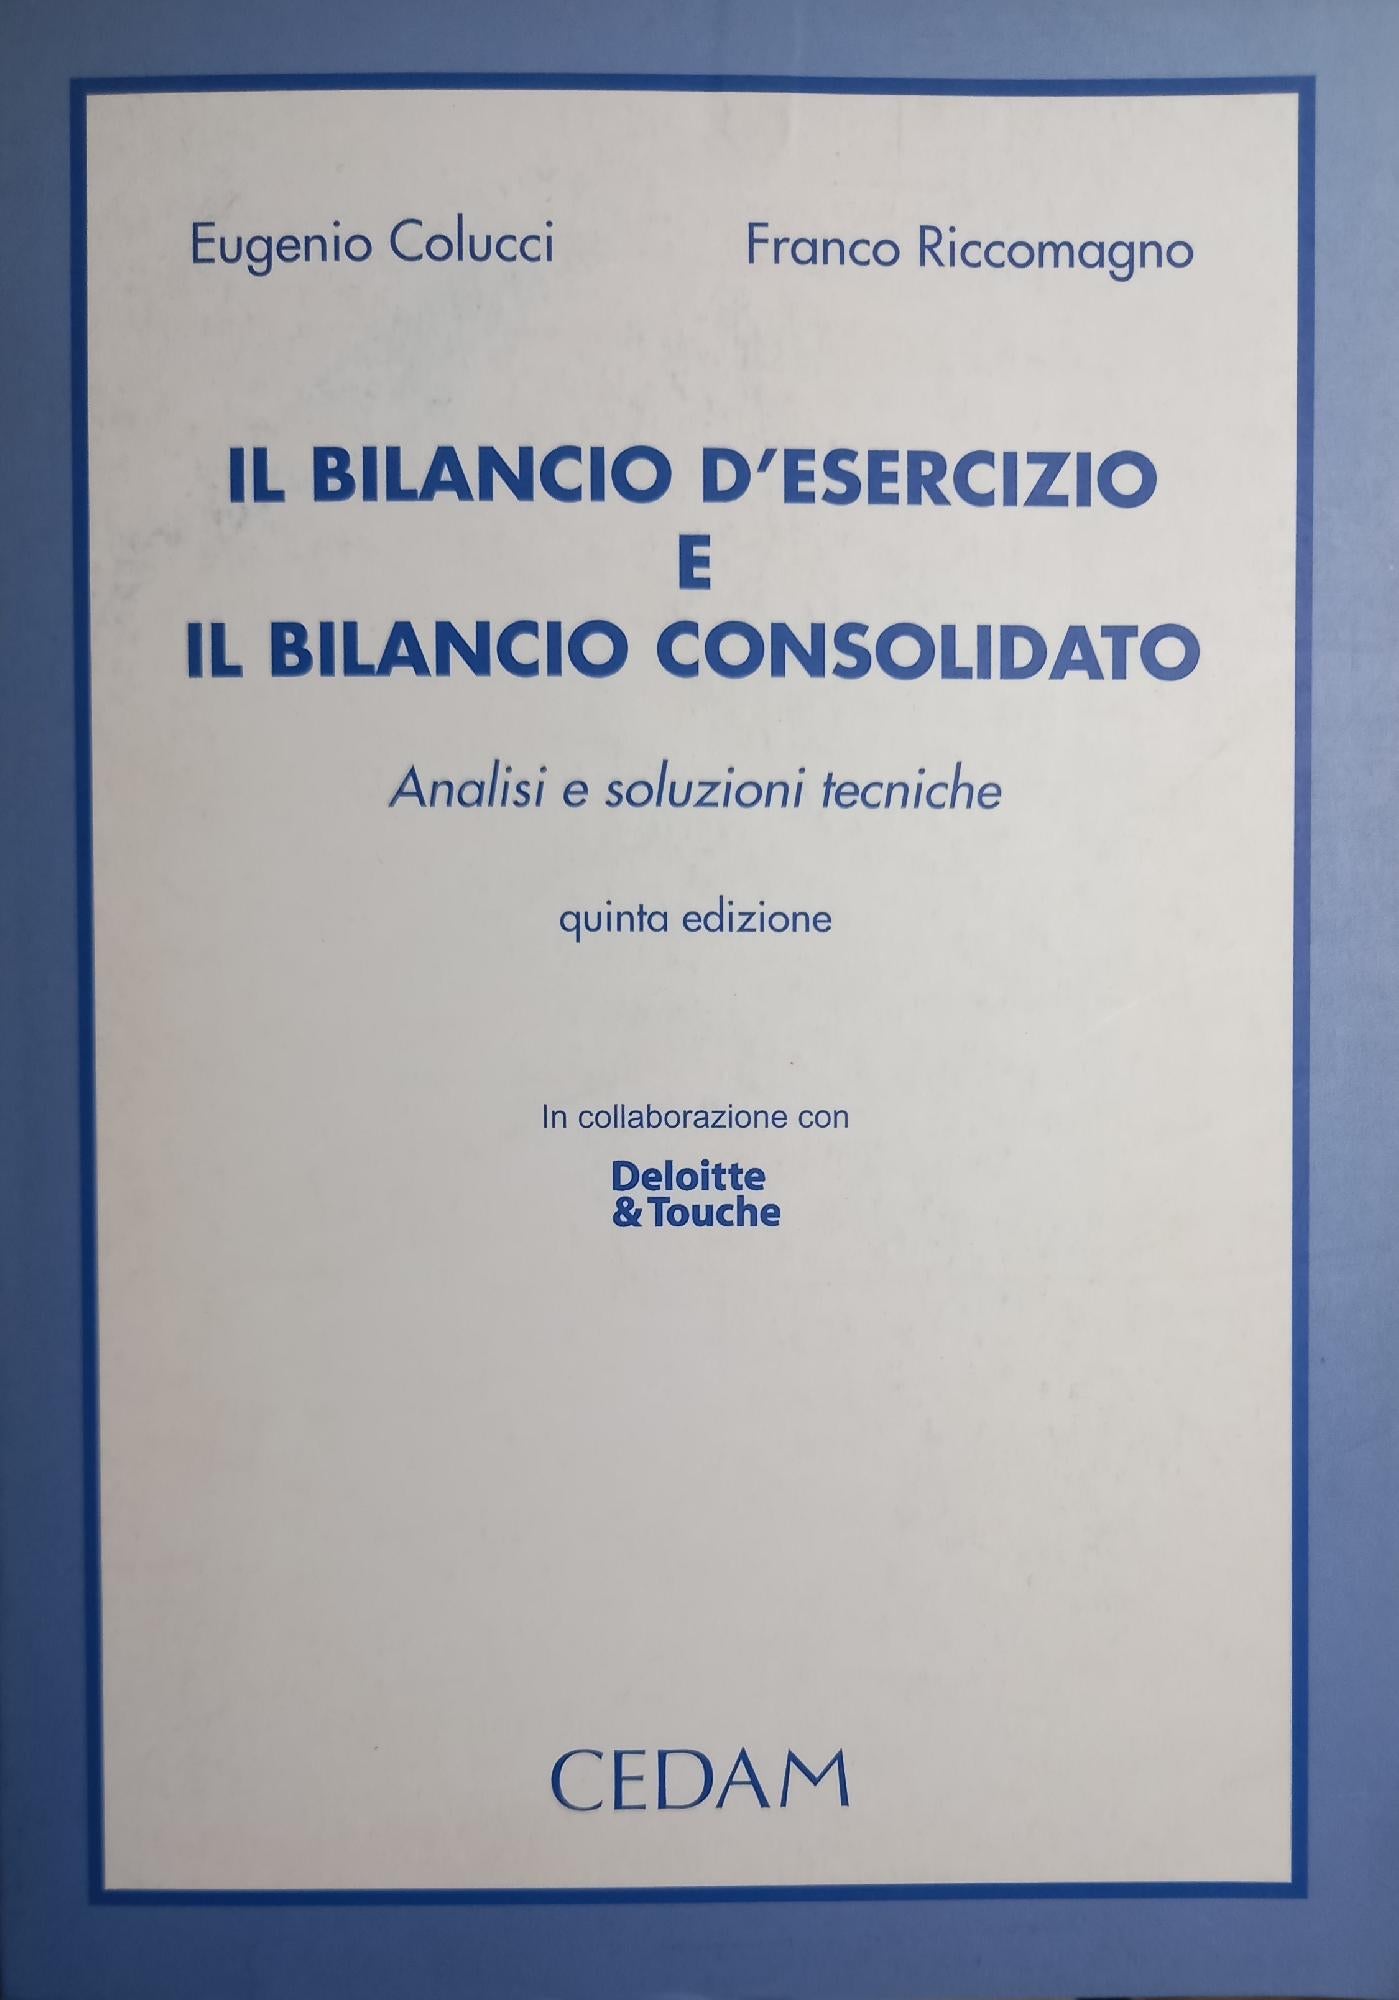 Eugenio Colucci Franco Riccomagno
IL BILANCIO D'ESERCIZIO
E
IL BILANCIO CONSOLIDATO
Analisi e soluzioni tecniche
quinta edizione
In collaborazione con
Deloitte
& Touche
CEDAM